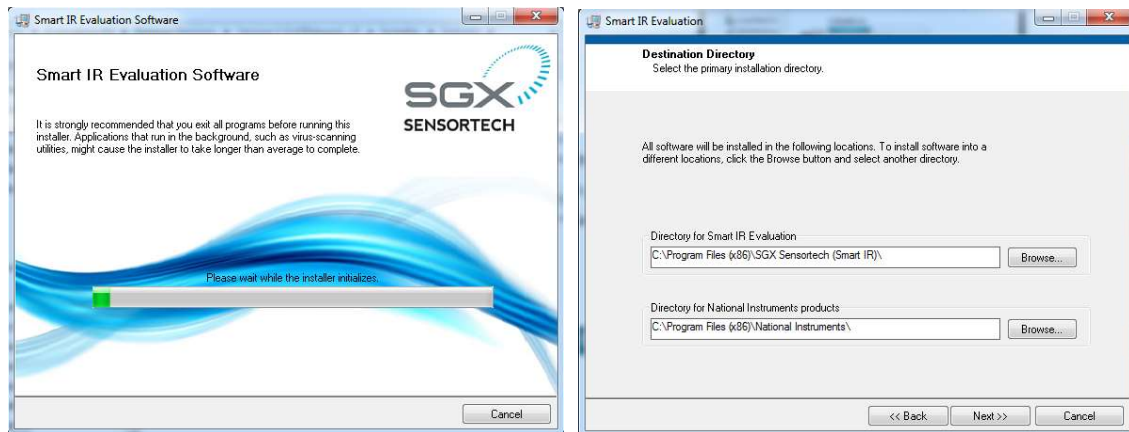 Smart IR Evaluation Software
Smart IR Evaluation Software
SGX
SENSORTECH
It is strongly recommended that you exit all programs before running this
installer. Applications that run in the background, such as virus-scanning
utilities, might cause the installer to take longer than average to complete.
Please wait while the installer initializes.
Cancel
Smart IR Evaluation
Destination Directory
Select the primary installation directory.
All software will be installed in the following locations. To install software into a
different locations, click the Browse button and select another directory.
Directory for Smart IR Evaluation
C:\Program Files (x86)\SGX Sensortech (Smart IR)\
Browse...
Directory for National Instruments products
C:\Program Files (x86)\National Instruments\
Browse...
<< Back
Next >>
Cancel